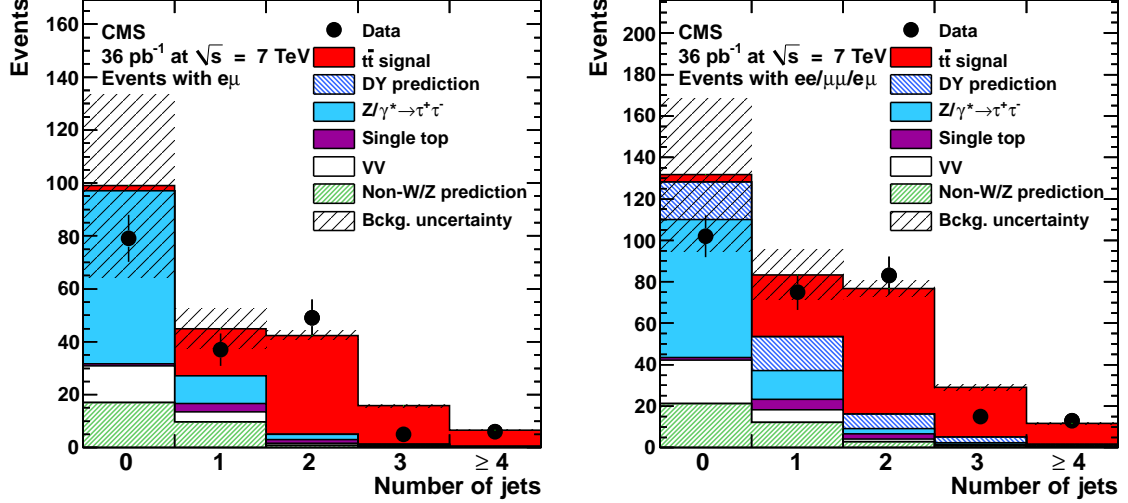 Events
160
140
120
100
80
60
40
20
0
CMS
36 pb⁻¹ at √s = 7 TeV
Events with eμ
Data
tt̄ signal
DY prediction
Z/γ*→τ⁺τ⁻
Single top
VV
Non-W/Z prediction
Bckg. uncertainty
0 1 2 3 ≥ 4
Number of jets
Events
200
180
160
140
120
100
80
60
40
20
0
CMS
36 pb⁻¹ at √s = 7 TeV
Events with ee/μμ/eμ
Data
tt̄ signal
DY prediction
Z/γ*→τ⁺τ⁻
Single top
VV
Non-W/Z prediction
Bckg. uncertainty
0 1 2 3 ≥ 4
Number of jets